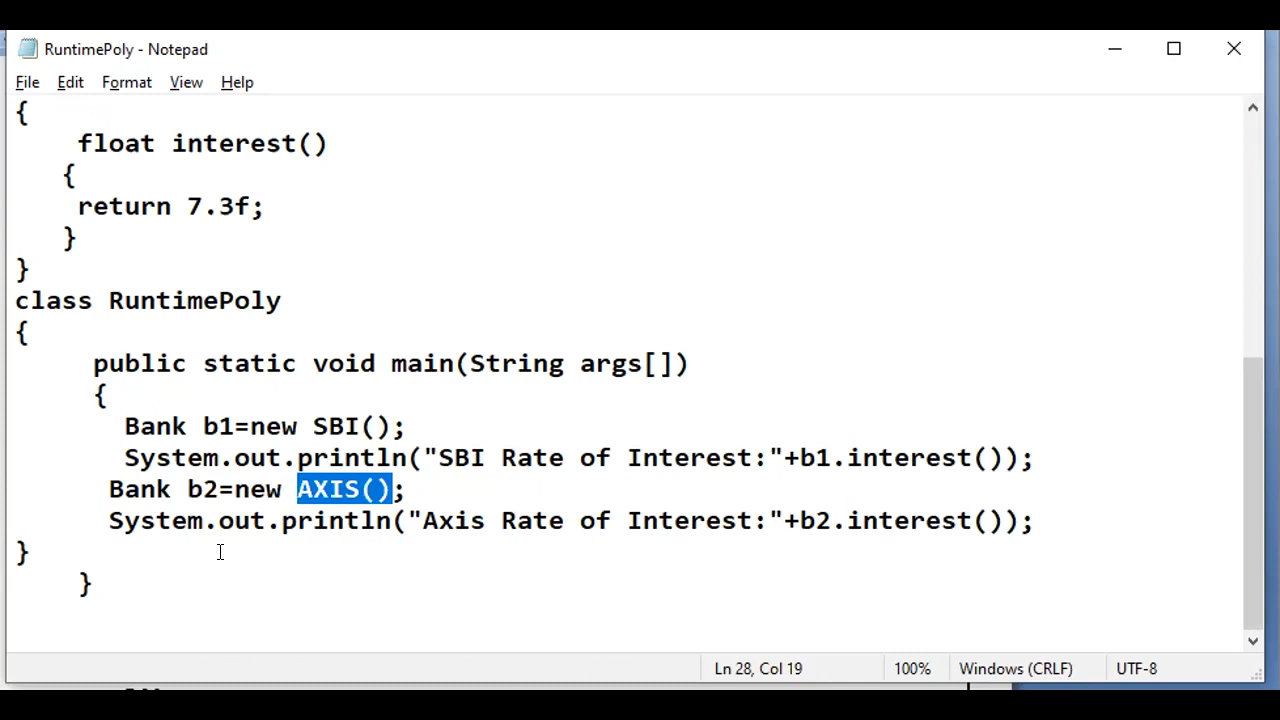 RuntimePoly - Notepad
File Edit Format View Help
{
float interest()
{
return 7.3f;
}
}
class RuntimePoly
{
public static void main(String args[])
{
Bank b1=new SBI();
System.out.println("SBI Rate of Interest:"+b1.interest());
Bank b2=new AXIS();
System.out.println("Axis Rate of Interest:"+b2.interest());
}
}
Ln 28, Col 19 100% Windows (CRLF) UTF-8